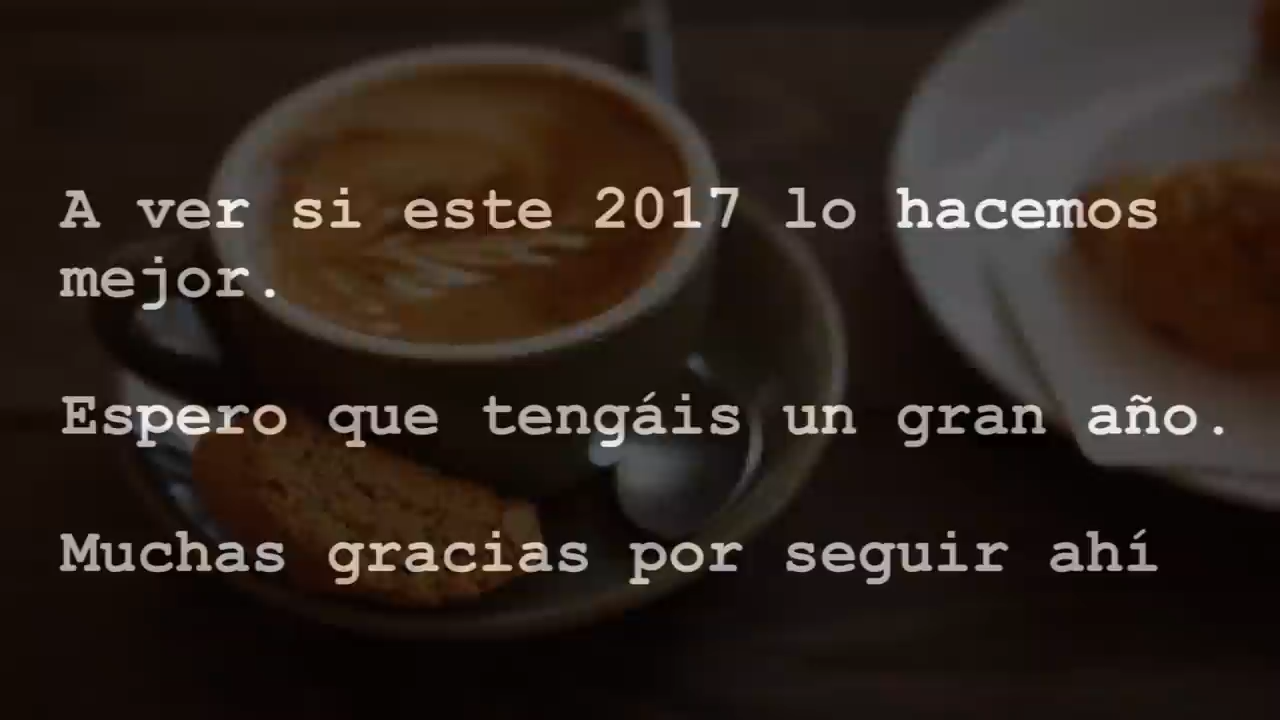 A ver si este 2017 lo hacemos
mejor.
Espero que tengáis un gran año.
Muchas gracias por seguir ahí